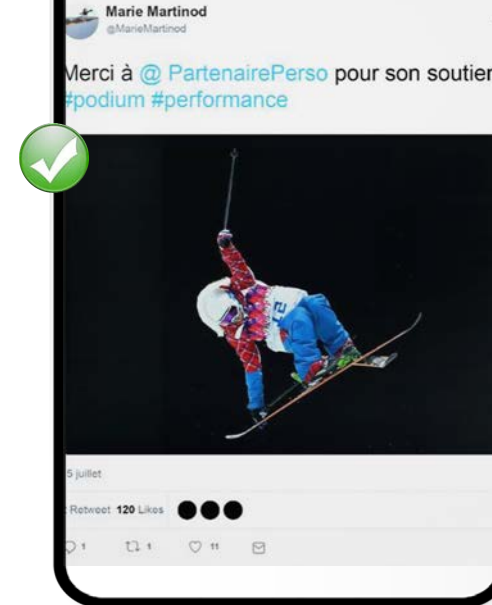 Marie Martinod
@MarieMartinod
Merci à @ PartenairePerso pour son soutien
#podium #performance
5 juillet
Retweet 120 Likes
1
1
11